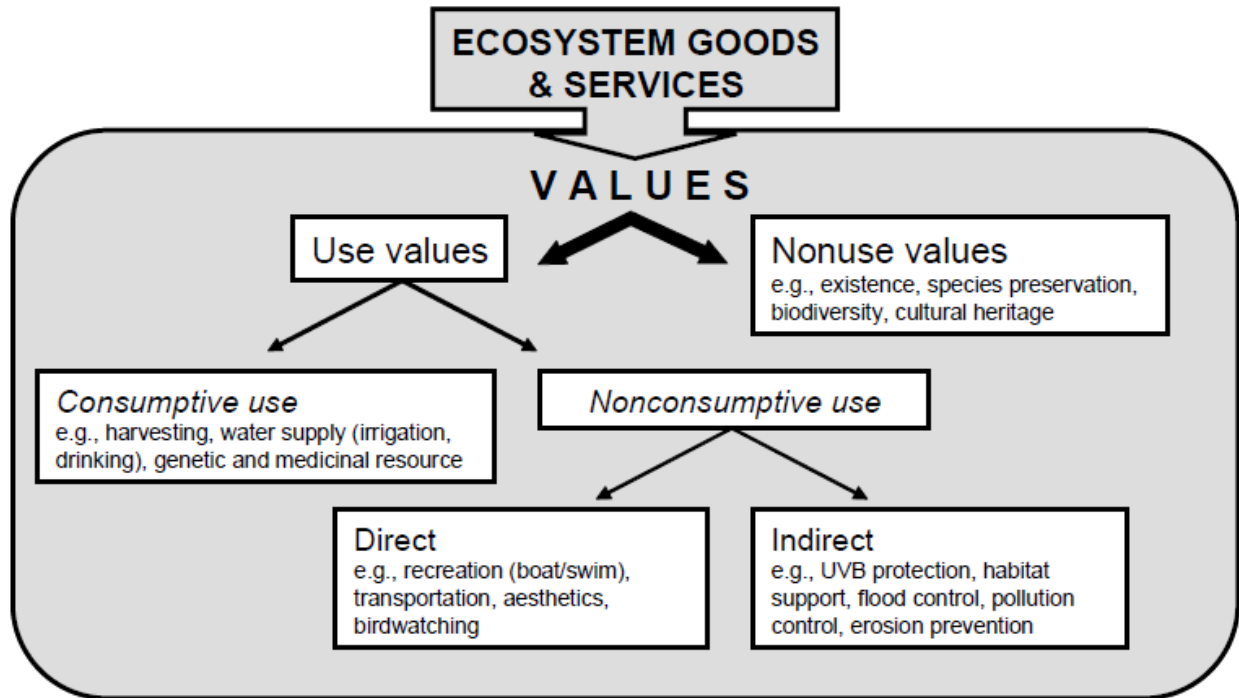 ECOSYSTEM GOODS
& SERVICES
VALUES
Use values
Nonuse values
e.g., existence, species preservation,
biodiversity, cultural heritage
Consumptive use
e.g., harvesting, water supply (irrigation,
drinking), genetic and medicinal resource
Nonconsumptive use
Direct
e.g., recreation (boat/swim),
transportation, aesthetics,
birdwatching
Indirect
e.g., UVB protection, habitat
support, flood control, pollution
control, erosion prevention